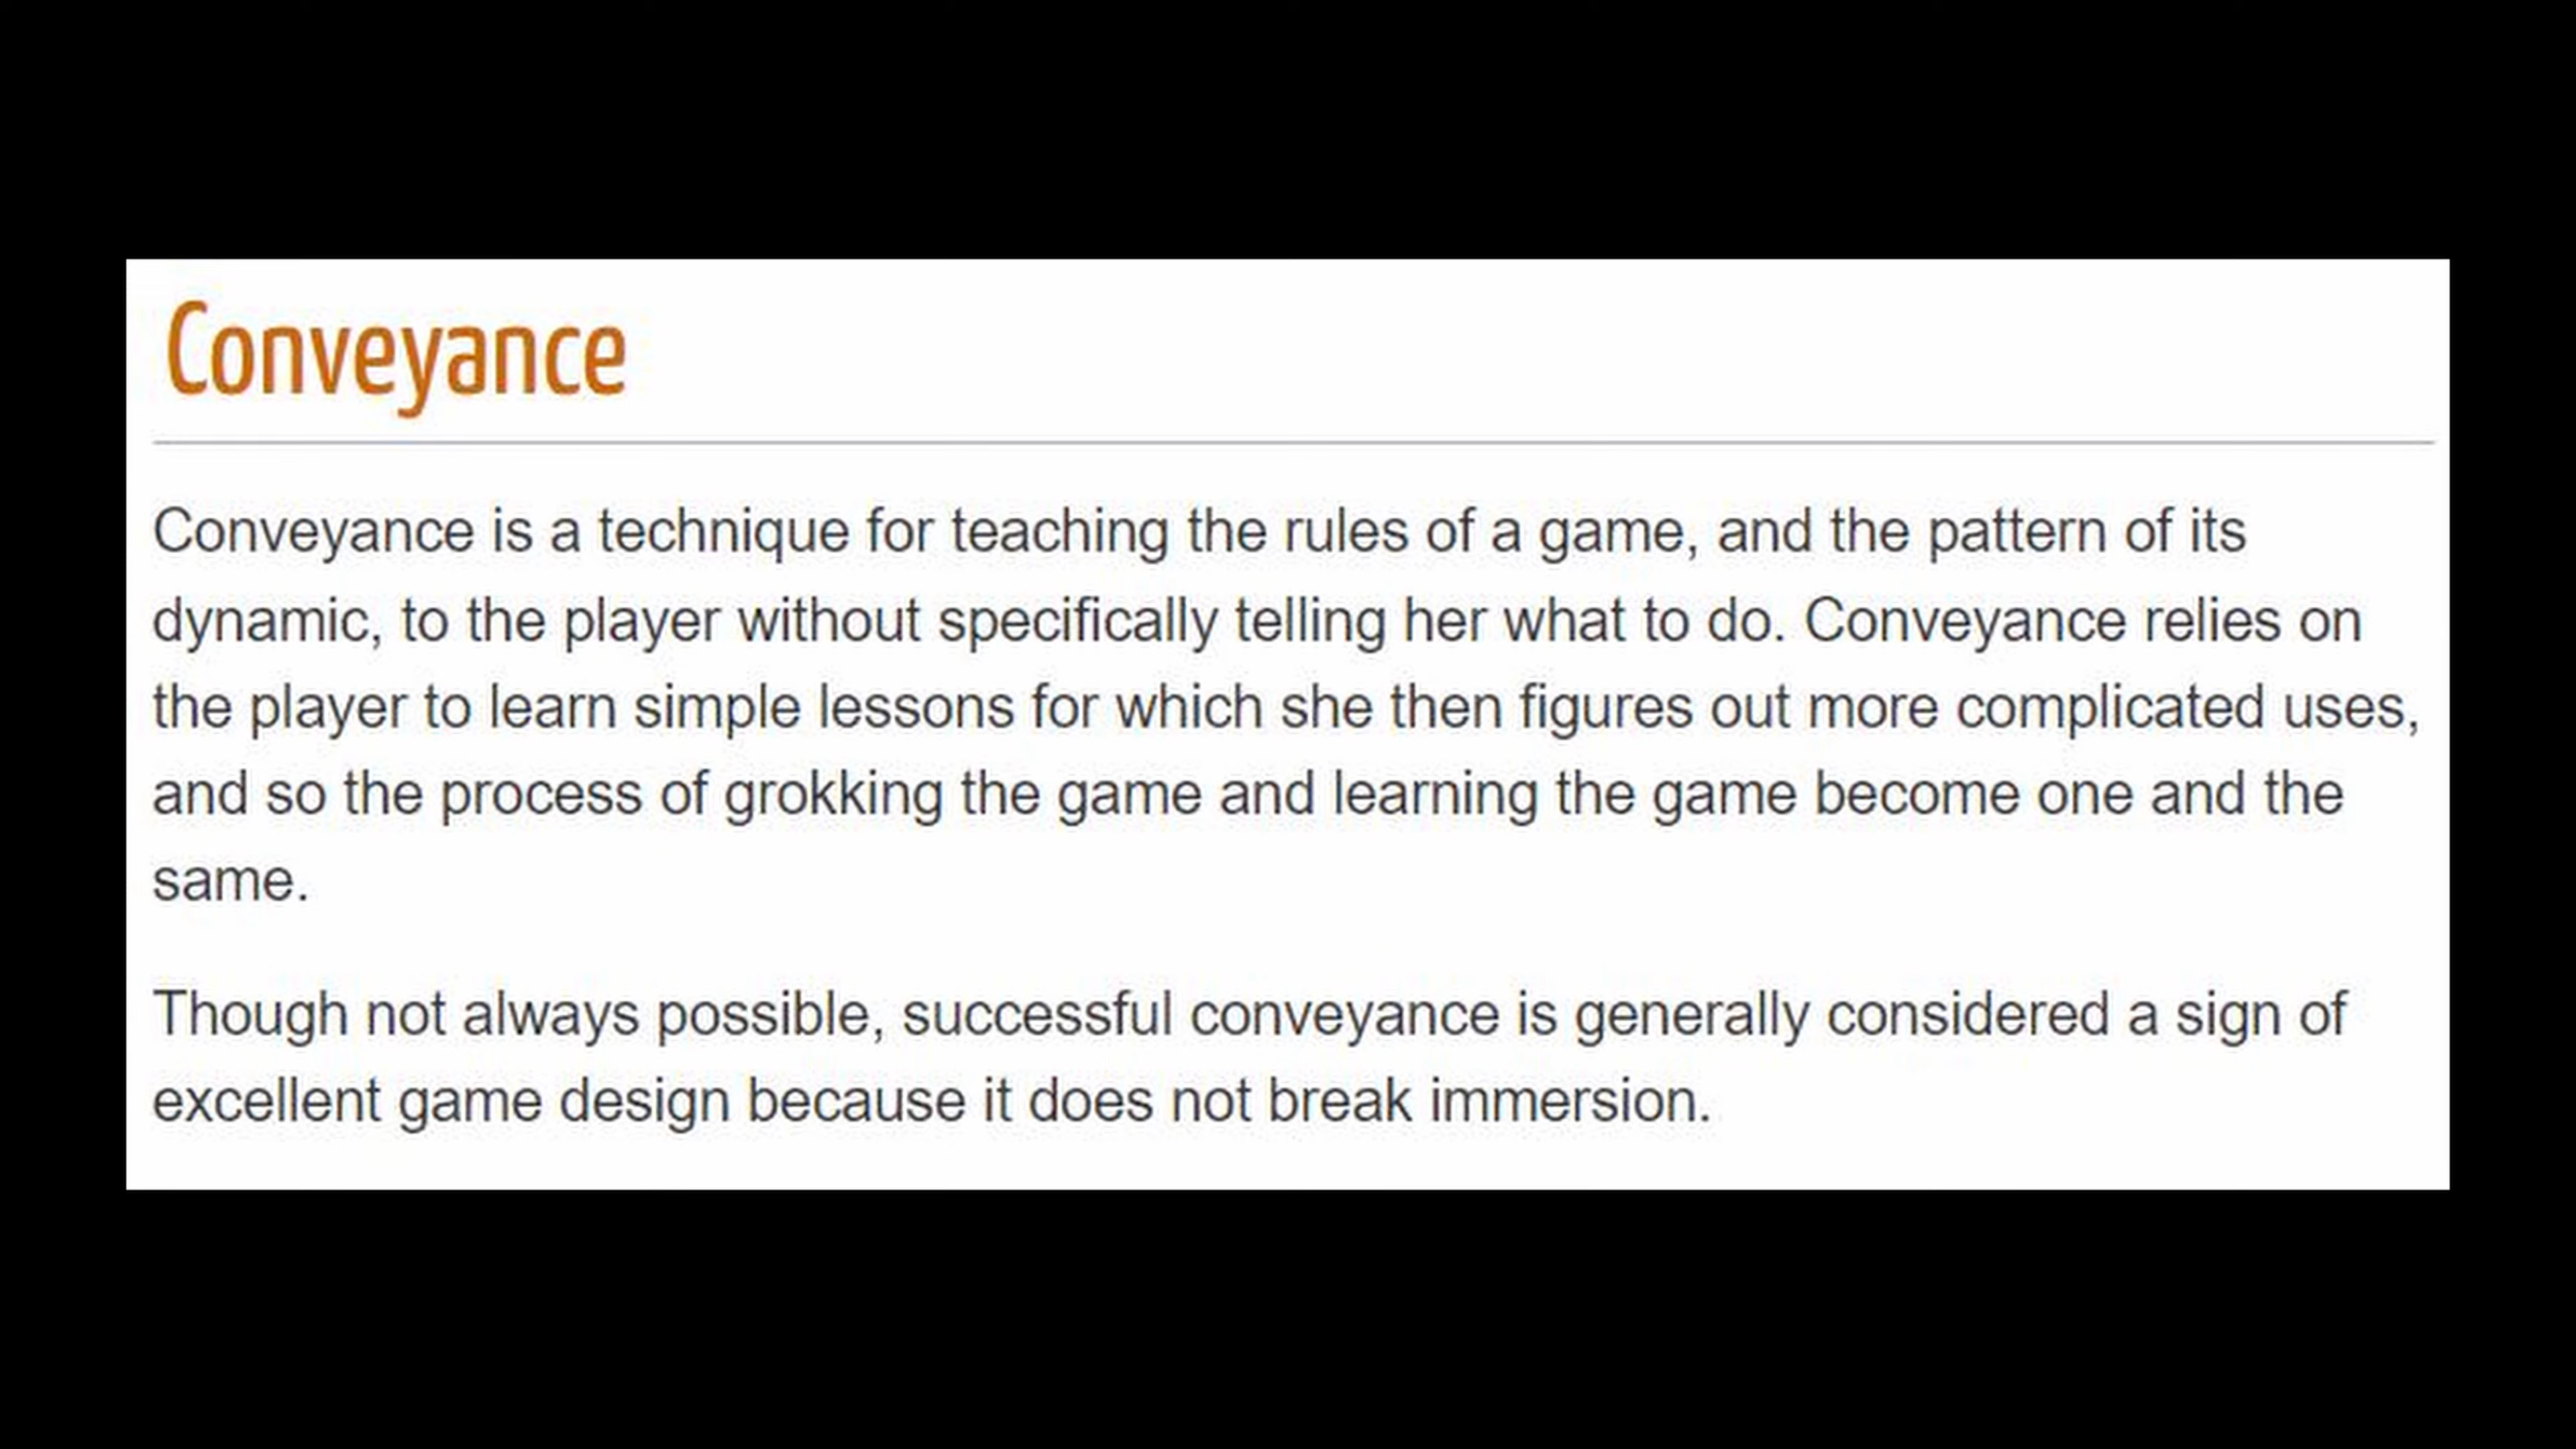 Conveyance
Conveyance is a technique for teaching the rules of a game, and the pattern of its
dynamic, to the player without specifically telling her what to do. Conveyance relies on
the player to learn simple lessons for which she then figures out more complicated uses,
and so the process of grokking the game and learning the game become one and the
same.
Though not always possible, successful conveyance is generally considered a sign of
excellent game design because it does not break immersion.